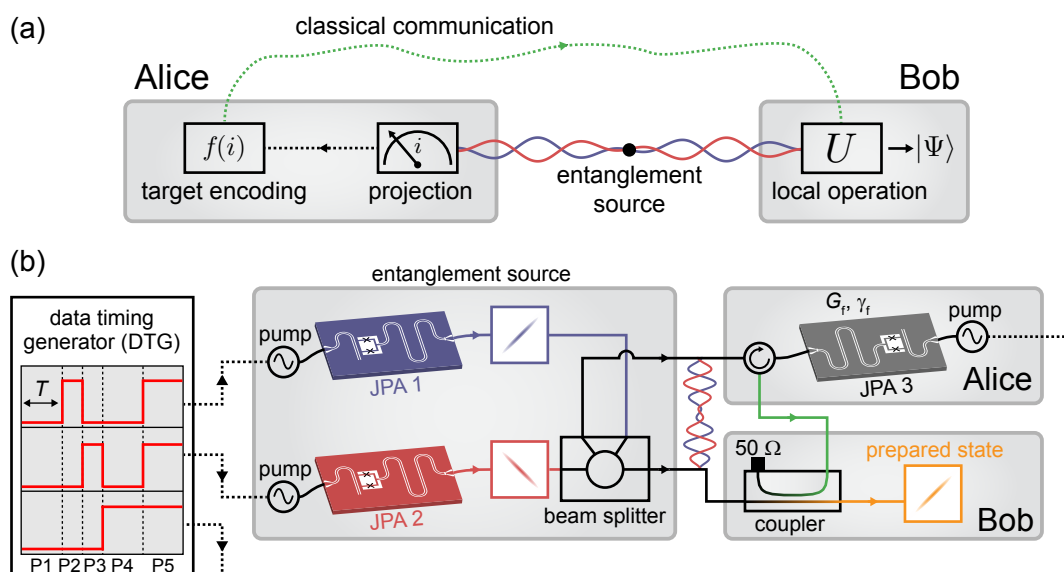 (a)
classical communication
Alice
Bob
f(i)
i
U
|Ψ⟩
target encoding
projection
entanglement
source
local operation
(b)
entanglement source
data timing
generator (DTG)
T
P1 P2 P3 P4 P5
pump
JPA 1
pump
JPA 2
beam splitter
G_f, γ_f
pump
JPA 3
Alice
50 Ω
prepared state
coupler
Bob